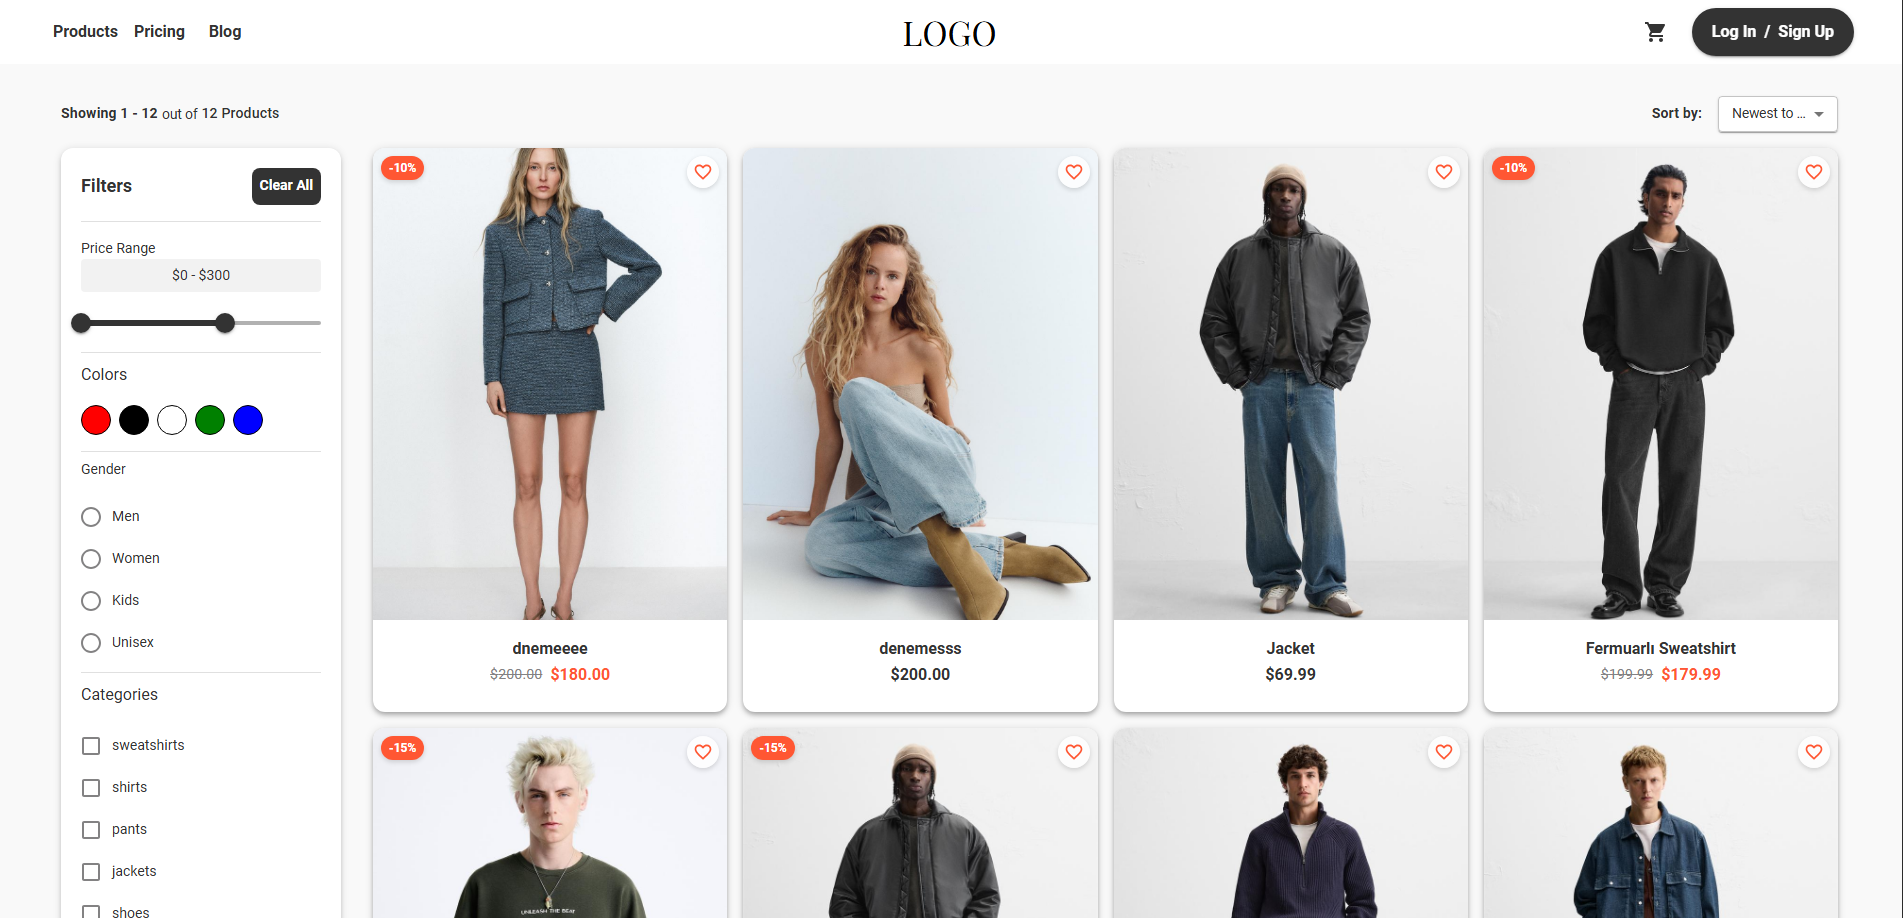 Products Pricing Blog
LOGO
Log In / Sign Up
Showing 1 - 12 out of 12 Products
Sort by: Newest to ...
Filters
Clear All
Price Range
$0 - $300
Colors
Gender
Men
Women
Kids
Unisex
Categories
sweatshirts
shirts
pants
jackets
shoes
-10%
-10%
dnemeeee
$200.00 $180.00
denemesss
$200.00
Jacket
$69.99
Fermuarlı Sweatshirt
$199.99 $179.99
-15%
-15%
UNLEASH THE BEAT